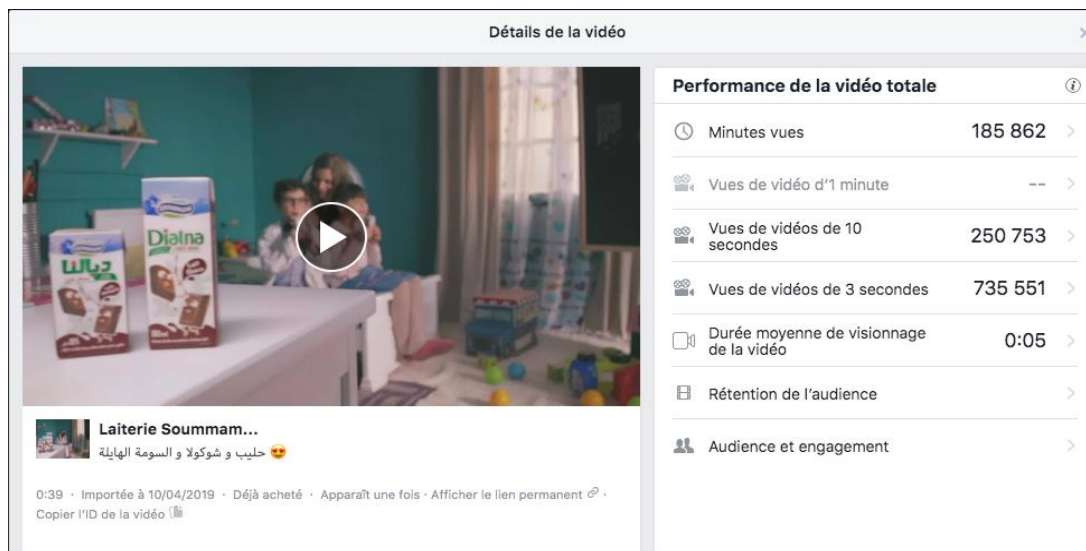 Détails de la vidéo
Dialna
ديالنا
Laiterie Soummam...
حليب و شوكولا و السومة الهايلة 😍
0:39 · Importée à 10/04/2019 · Déjà acheté · Apparaît une fois · Afficher le lien permanent ·
Copier l'ID de la vidéo
Performance de la vidéo totale
Minutes vues 185 862
Vues de vidéo d'1 minute --
Vues de vidéos de 10
secondes 250 753
Vues de vidéos de 3 secondes 735 551
Durée moyenne de visionnage
de la vidéo 0:05
Rétention de l'audience
Audience et engagement